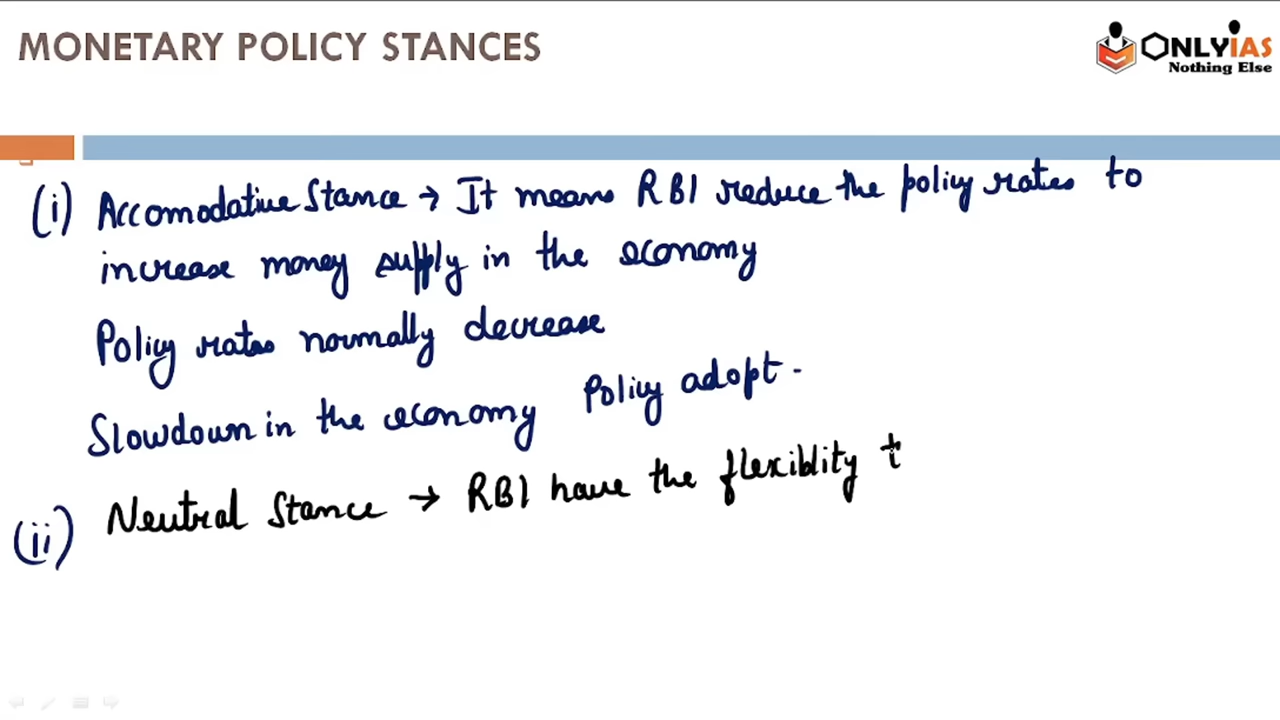 MONETARY POLICY STANCES
ONLYIAS
Nothing Else
(i) Accomodative Stance → It means RBI reduce the policy rates to
increase money supply in the economy
Policy rates normally decrease
Slowdown in the economy Policy adopt -
(ii) Neutral Stance → RBI have the flexiblity t